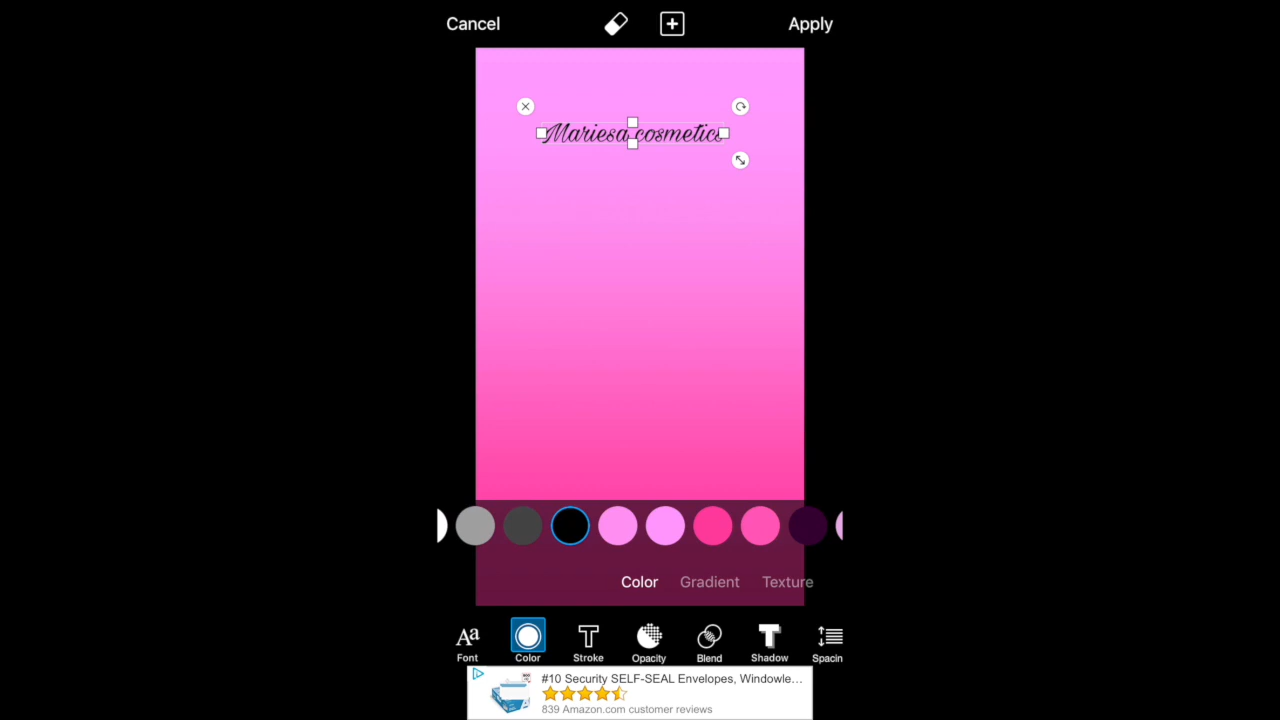 Cancel Apply
Mariesa cosmetics
Color Gradient Texture
Font Color Stroke Opacity Blend Shadow Spacin
#10 Security SELF-SEAL Envelopes, Windowle...
839 Amazon.com customer reviews